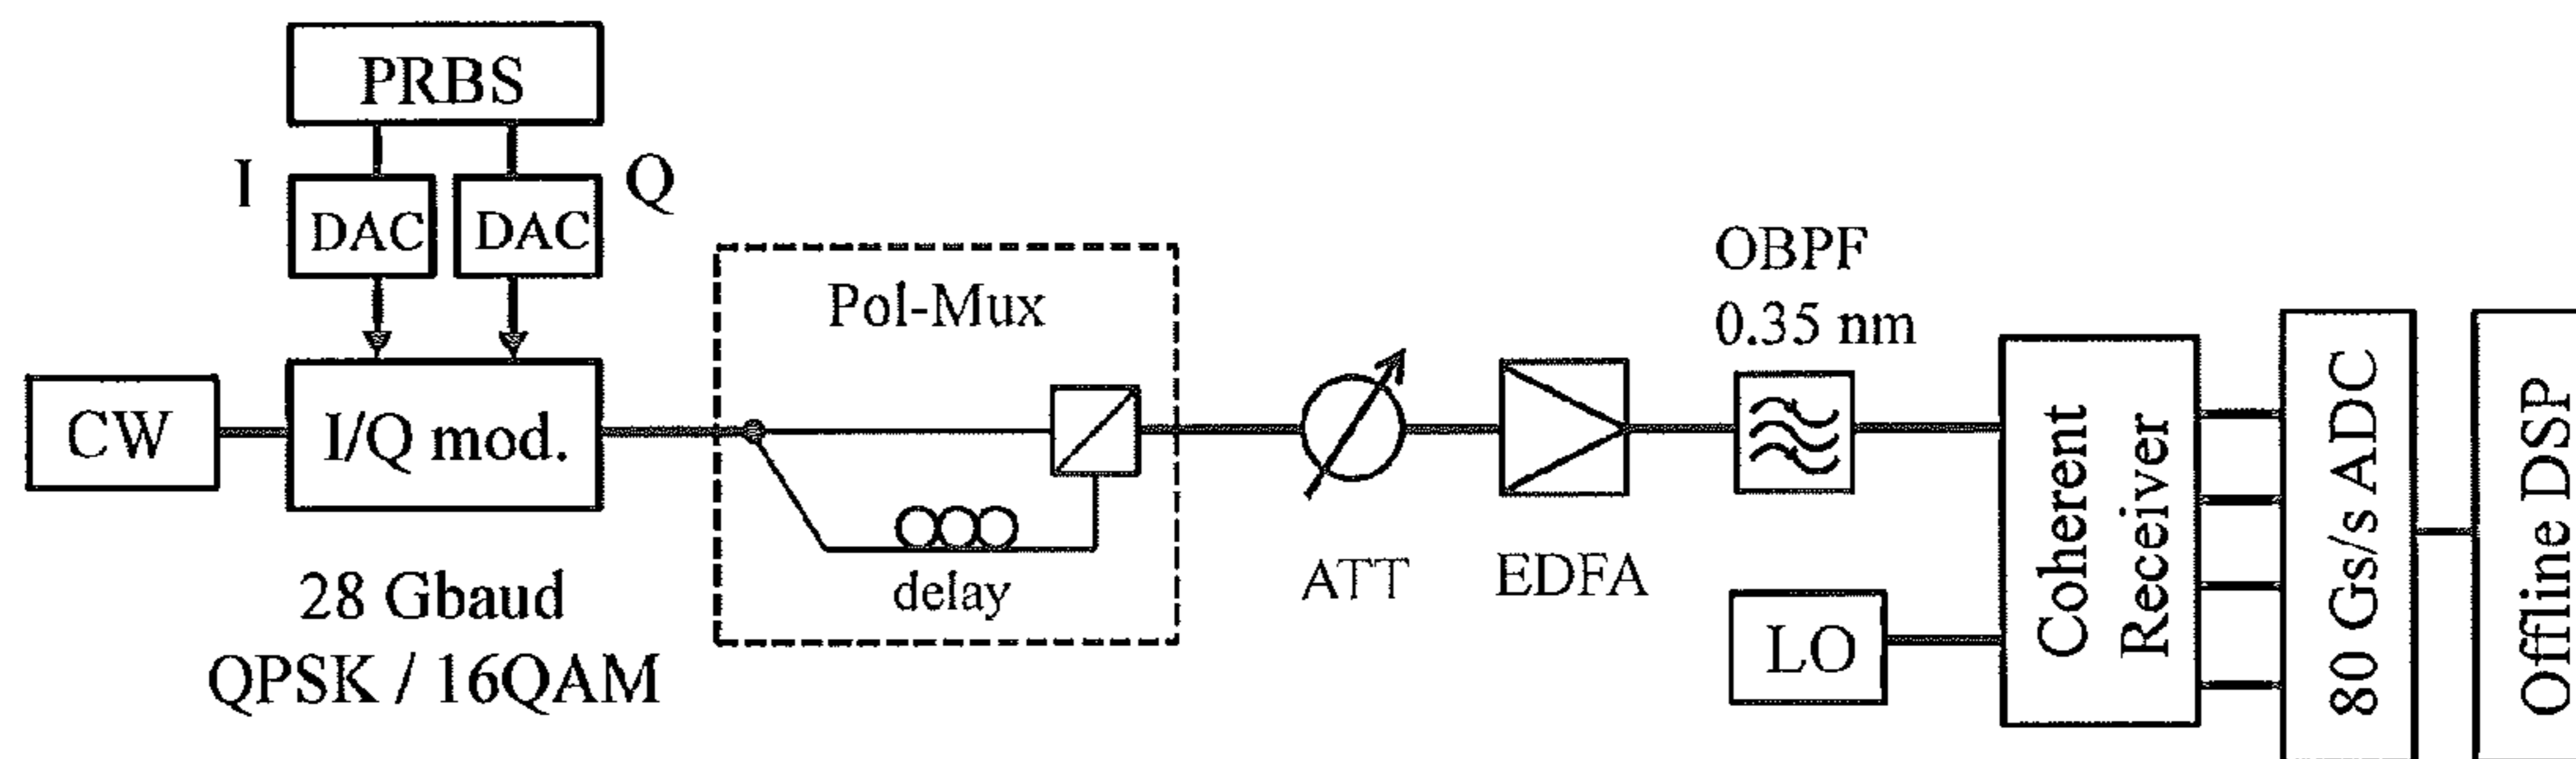 PRBS
I
Q
DAC
DAC
CW
I/Q mod.
28 Gbaud
QPSK / 16QAM
Pol-Mux
delay
ATT
EDFA
OBPF
0.35 nm
LO
Coherent
Receiver
80 Gs/s ADC
Offline DSP